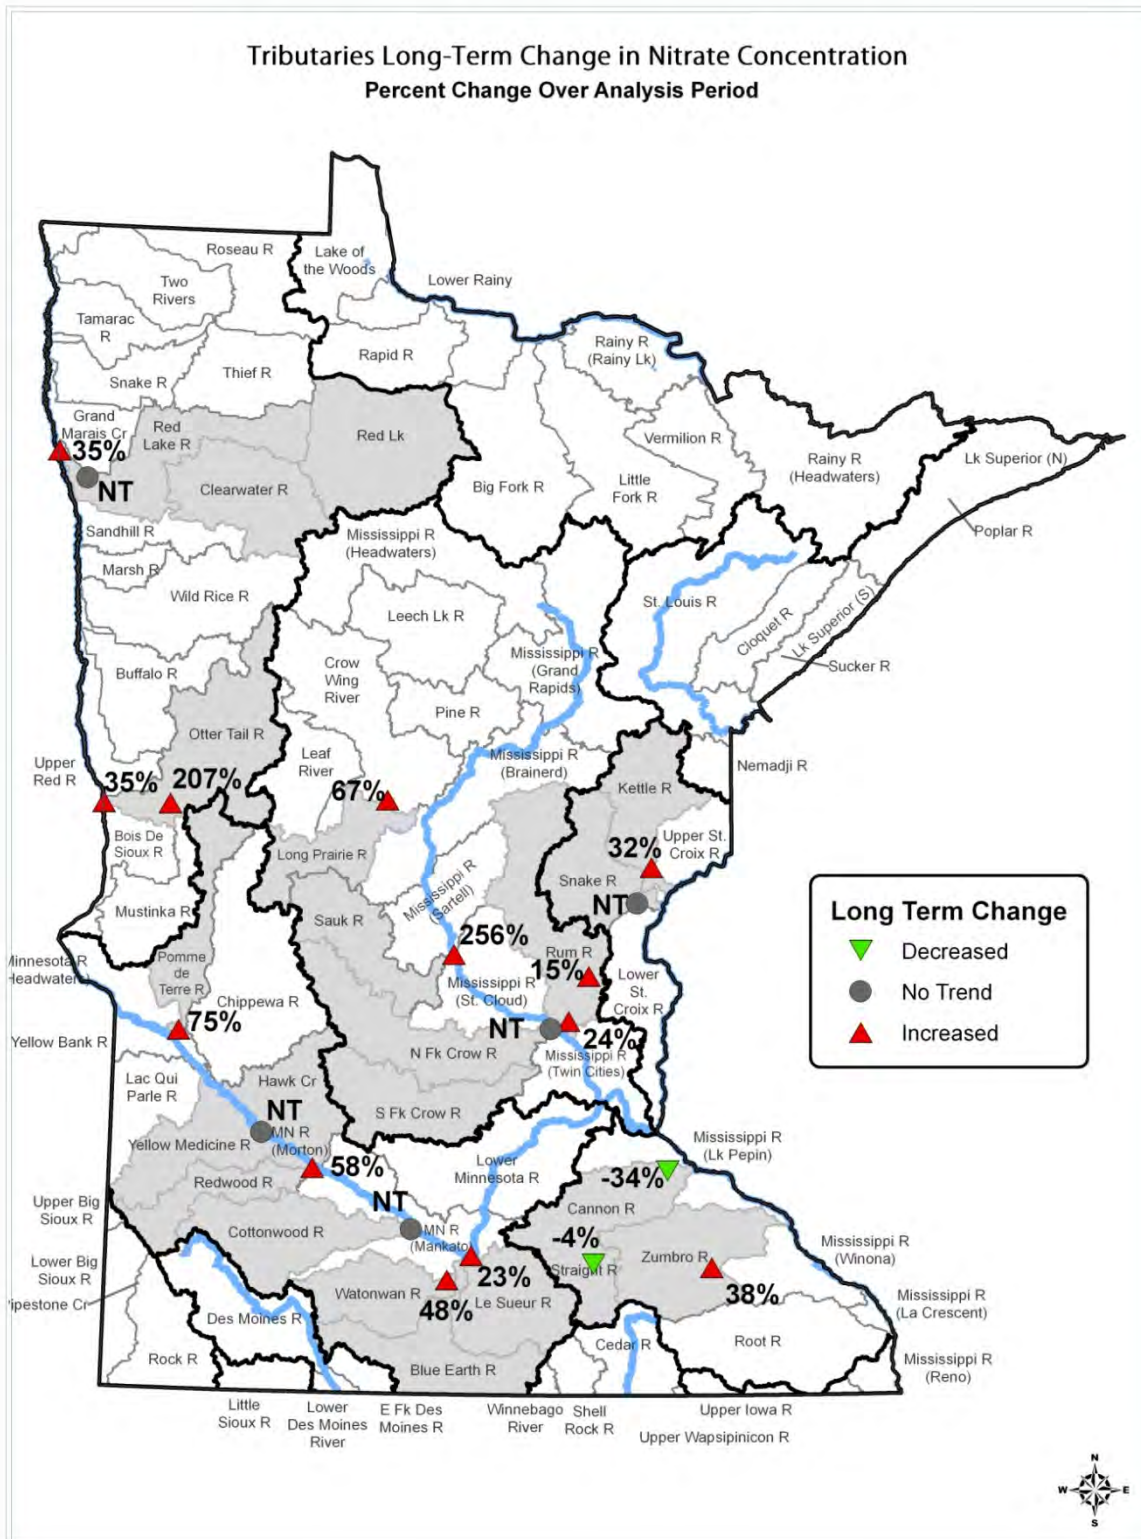 Tributaries Long-Term Change in Nitrate Concentration
Percent Change Over Analysis Period
Roseau R
Lake of
the Woods
Lower Rainy
Two
Rivers
Tamarac
R
Rainy R
(Rainy Lk)
Rapid R
Thief R
Snake R
Grand
Marais Cr
Red
Lake R
Red Lk
Vermilion R
35%
NT
Clearwater R
Big Fork R
Little
Fork R
Rainy R
(Headwaters)
Lk Superior (N)
Poplar R
Sandhill R
Mississippi R
(Headwaters)
Marsh R
Wild Rice R
Leech Lk R
St. Louis R
Cloquet R
Lk Superior (S)
Sucker R
Buffalo R
Crow
Wing
River
Mississippi R
(Grand
Rapids)
Pine R
Otter Tail R
Leaf
River
Mississippi R
(Brainerd)
Upper
Red R
35%
207%
67%
Nemadji R
Kettle R
Bois De
Sioux R
Long Prairie R
32%
Upper St.
Croix R
Mustinka R
Sauk R
Mississippi R
(Sartell)
Snake R
NT
Long Term Change
Decreased
No Trend
Increased
256%
Rum R
15%
Minnesota R
Headwaters)
Pomme
de
Terre R
Chippewa R
Mississippi R
(St. Cloud)
Lower
St.
Croix R
75%
NT
24%
Yellow Bank R
N Fk Crow R
Mississippi R
(Twin Cities)
Lac Qui
Parle R
Hawk Cr
S Fk Crow R
NT
Yellow Medicine R
MN R
(Morton)
Mississippi R
(Lk Pepin)
58%
Lower
Minnesota R
-34%
Redwood R
NT
Cannon R
Upper Big
Sioux R
Cottonwood R
MN R
(Mankato)
-4%
Zumbro R
Mississippi R
(Winona)
Lower Big
Sioux R
Straight R
23%
Watonwan R
48%
Le Sueur R
38%
Mississippi R
(La Crescent)
Pipestone Cr
Des Moines R
Cedar R
Root R
Rock R
Blue Earth R
Mississippi R
(Reno)
Little
Sioux R
Lower
Des Moines
River
E Fk Des
Moines R
Winnebago
River
Shell
Rock R
Upper Iowa R
Upper Wapsipinicon R
N
W
E
S